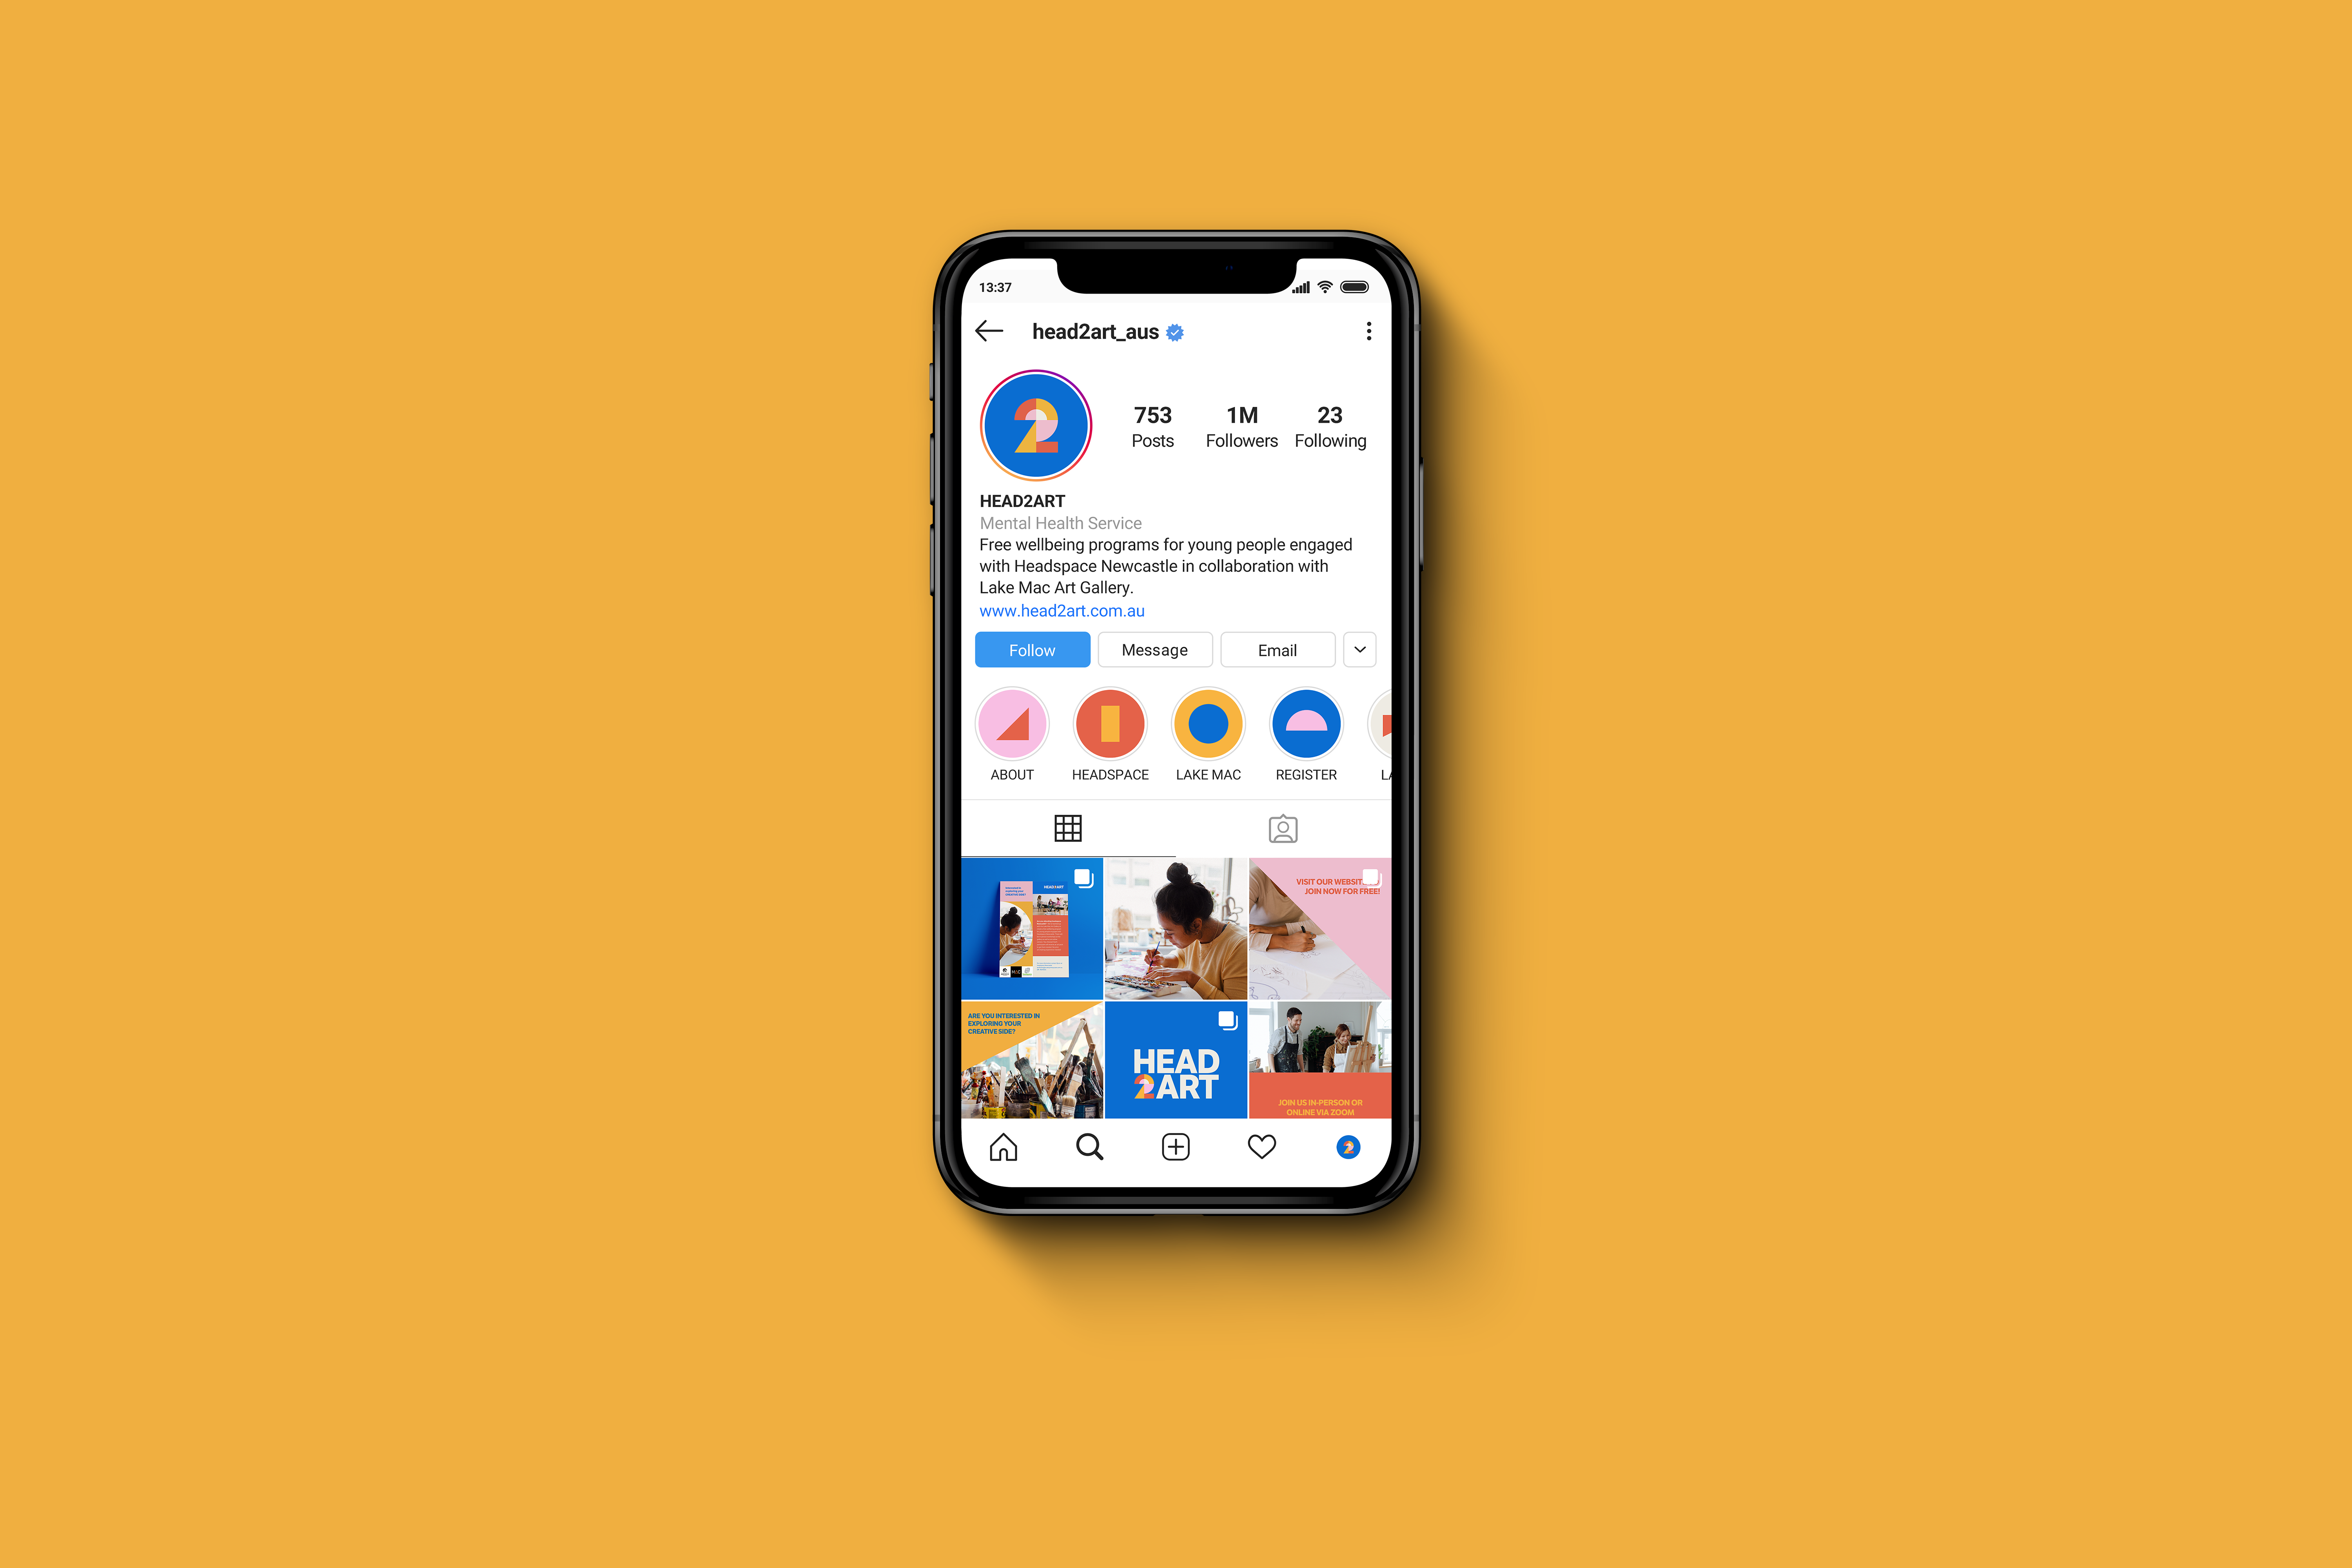 13:37
head2art_aus
753
1M
23
Posts
Followers
Following
HEAD2ART
Mental Health Service
Free wellbeing programs for young people engaged
with Headspace Newcastle in collaboration with
Lake Mac Art Gallery.
www.head2art.com.au
Follow
Message
Email
ABOUT
HEADSPACE
LAKE MAC
REGISTER
HEAD2ART
VISIT OUR
JOIN NOW FOR FREE!
ARE YOU INTERESTED IN
EXPLORING YOUR
CREATIVE SIDE?
HEAD
2ART
JOIN US IN-PERSON OR
ONLINE VIA ZOOM